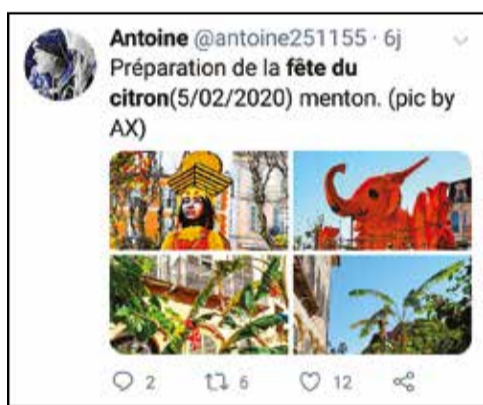 Antoine @antoine251155 · 6j
Préparation de la fête du
citron(5/02/2020) menton. (pic by
AX)
2 6 12